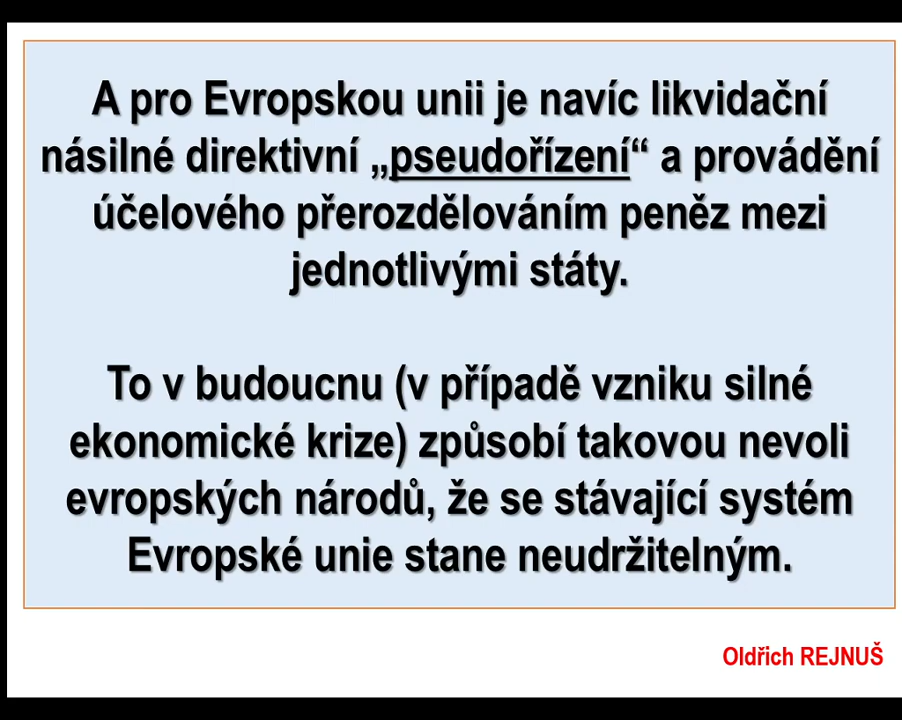 A pro Evropskou unii je navíc likvidační
násilné direktivní „pseudořízení“ a provádění
účelového přerozdělováním peněz mezi
jednotlivými státy.
To v budoucnu (v případě vzniku silné
ekonomické krize) způsobí takovou nevoli
evropských národů, že se stávající systém
Evropské unie stane neudržitelným.
Oldřich REJNUŠ